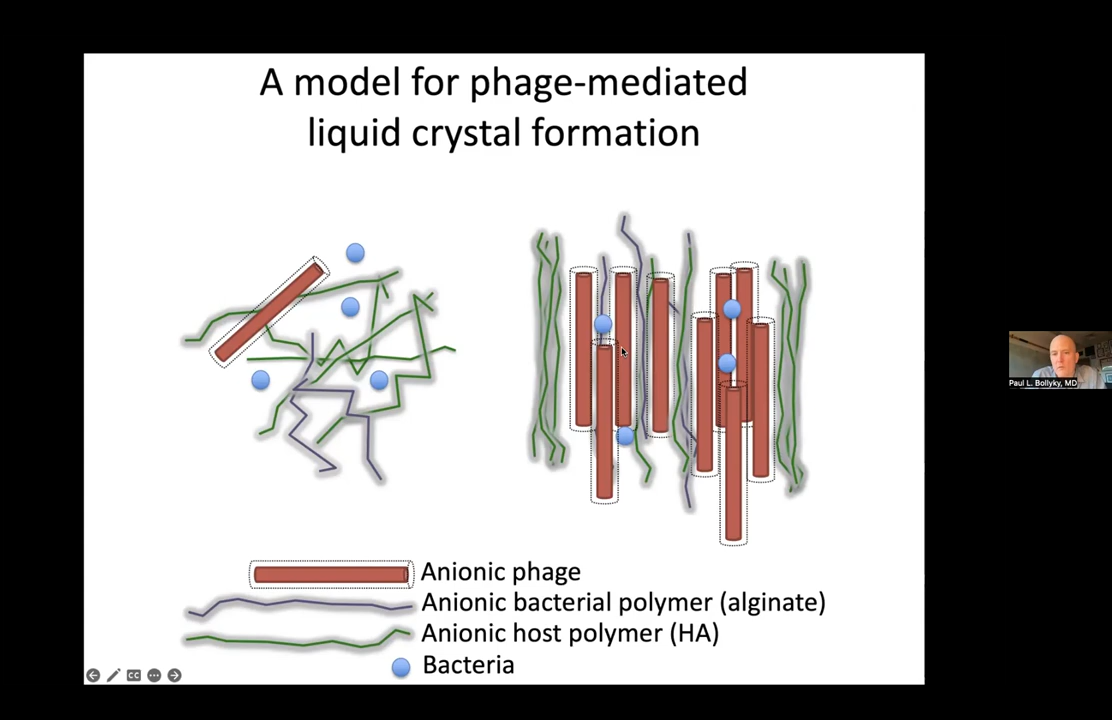 A model for phage-mediated
liquid crystal formation
Paul L. Bollyky, MD
Anionic phage
Anionic bacterial polymer (alginate)
Anionic host polymer (HA)
Bacteria
CC